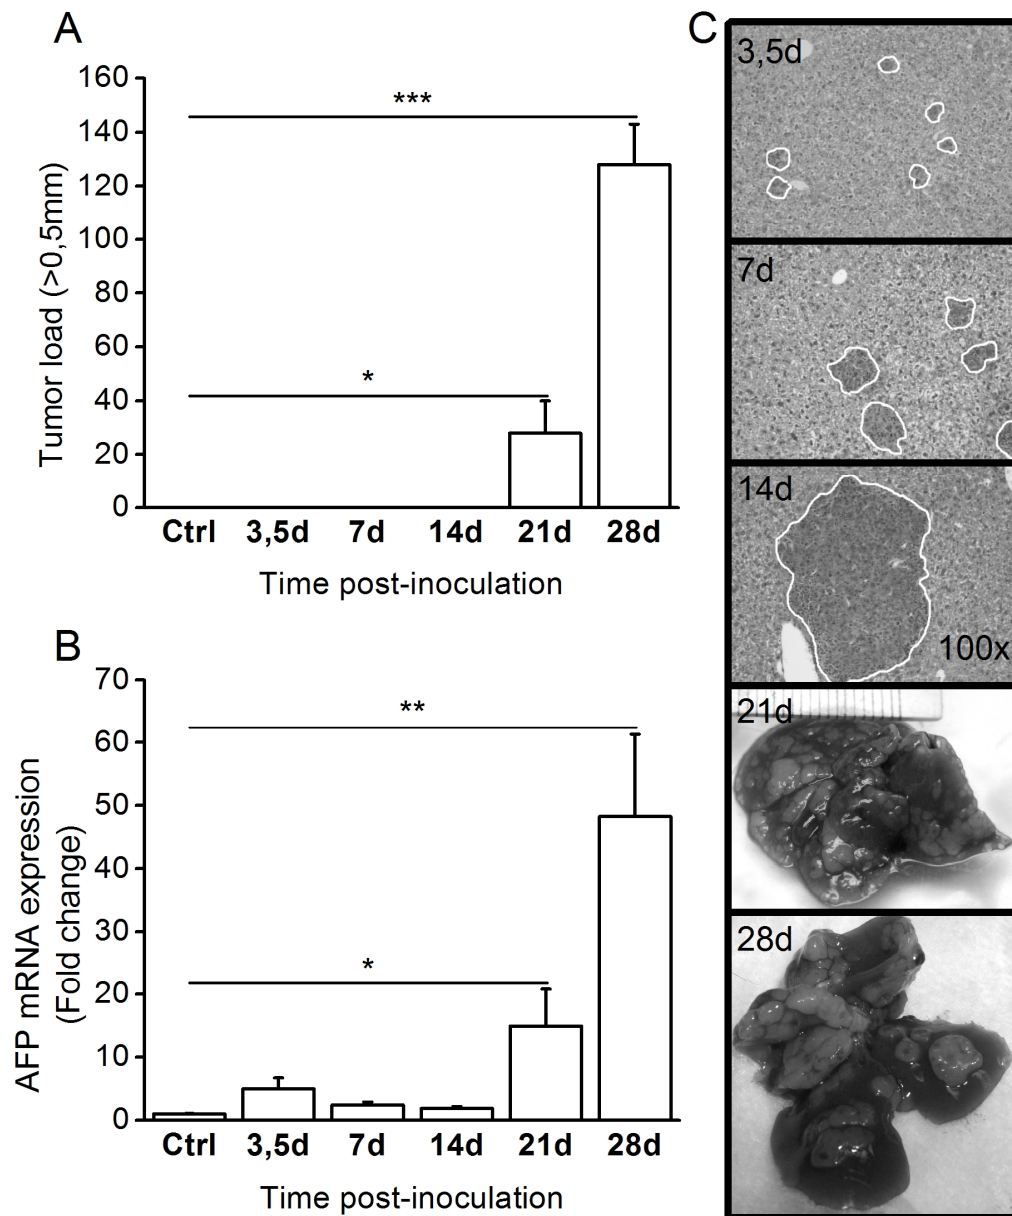 A
Tumor load (>0,5mm)
160
140
120
100
80
60
40
20
0
***
*
Ctrl 3,5d 7d 14d 21d 28d
Time post-inoculation
B
AFP mRNA expression
(Fold change)
70
60
50
40
30
20
10
0
**
*
Ctrl 3,5d 7d 14d 21d 28d
Time post-inoculation
C
3,5d
7d
14d
100x
21d
28d